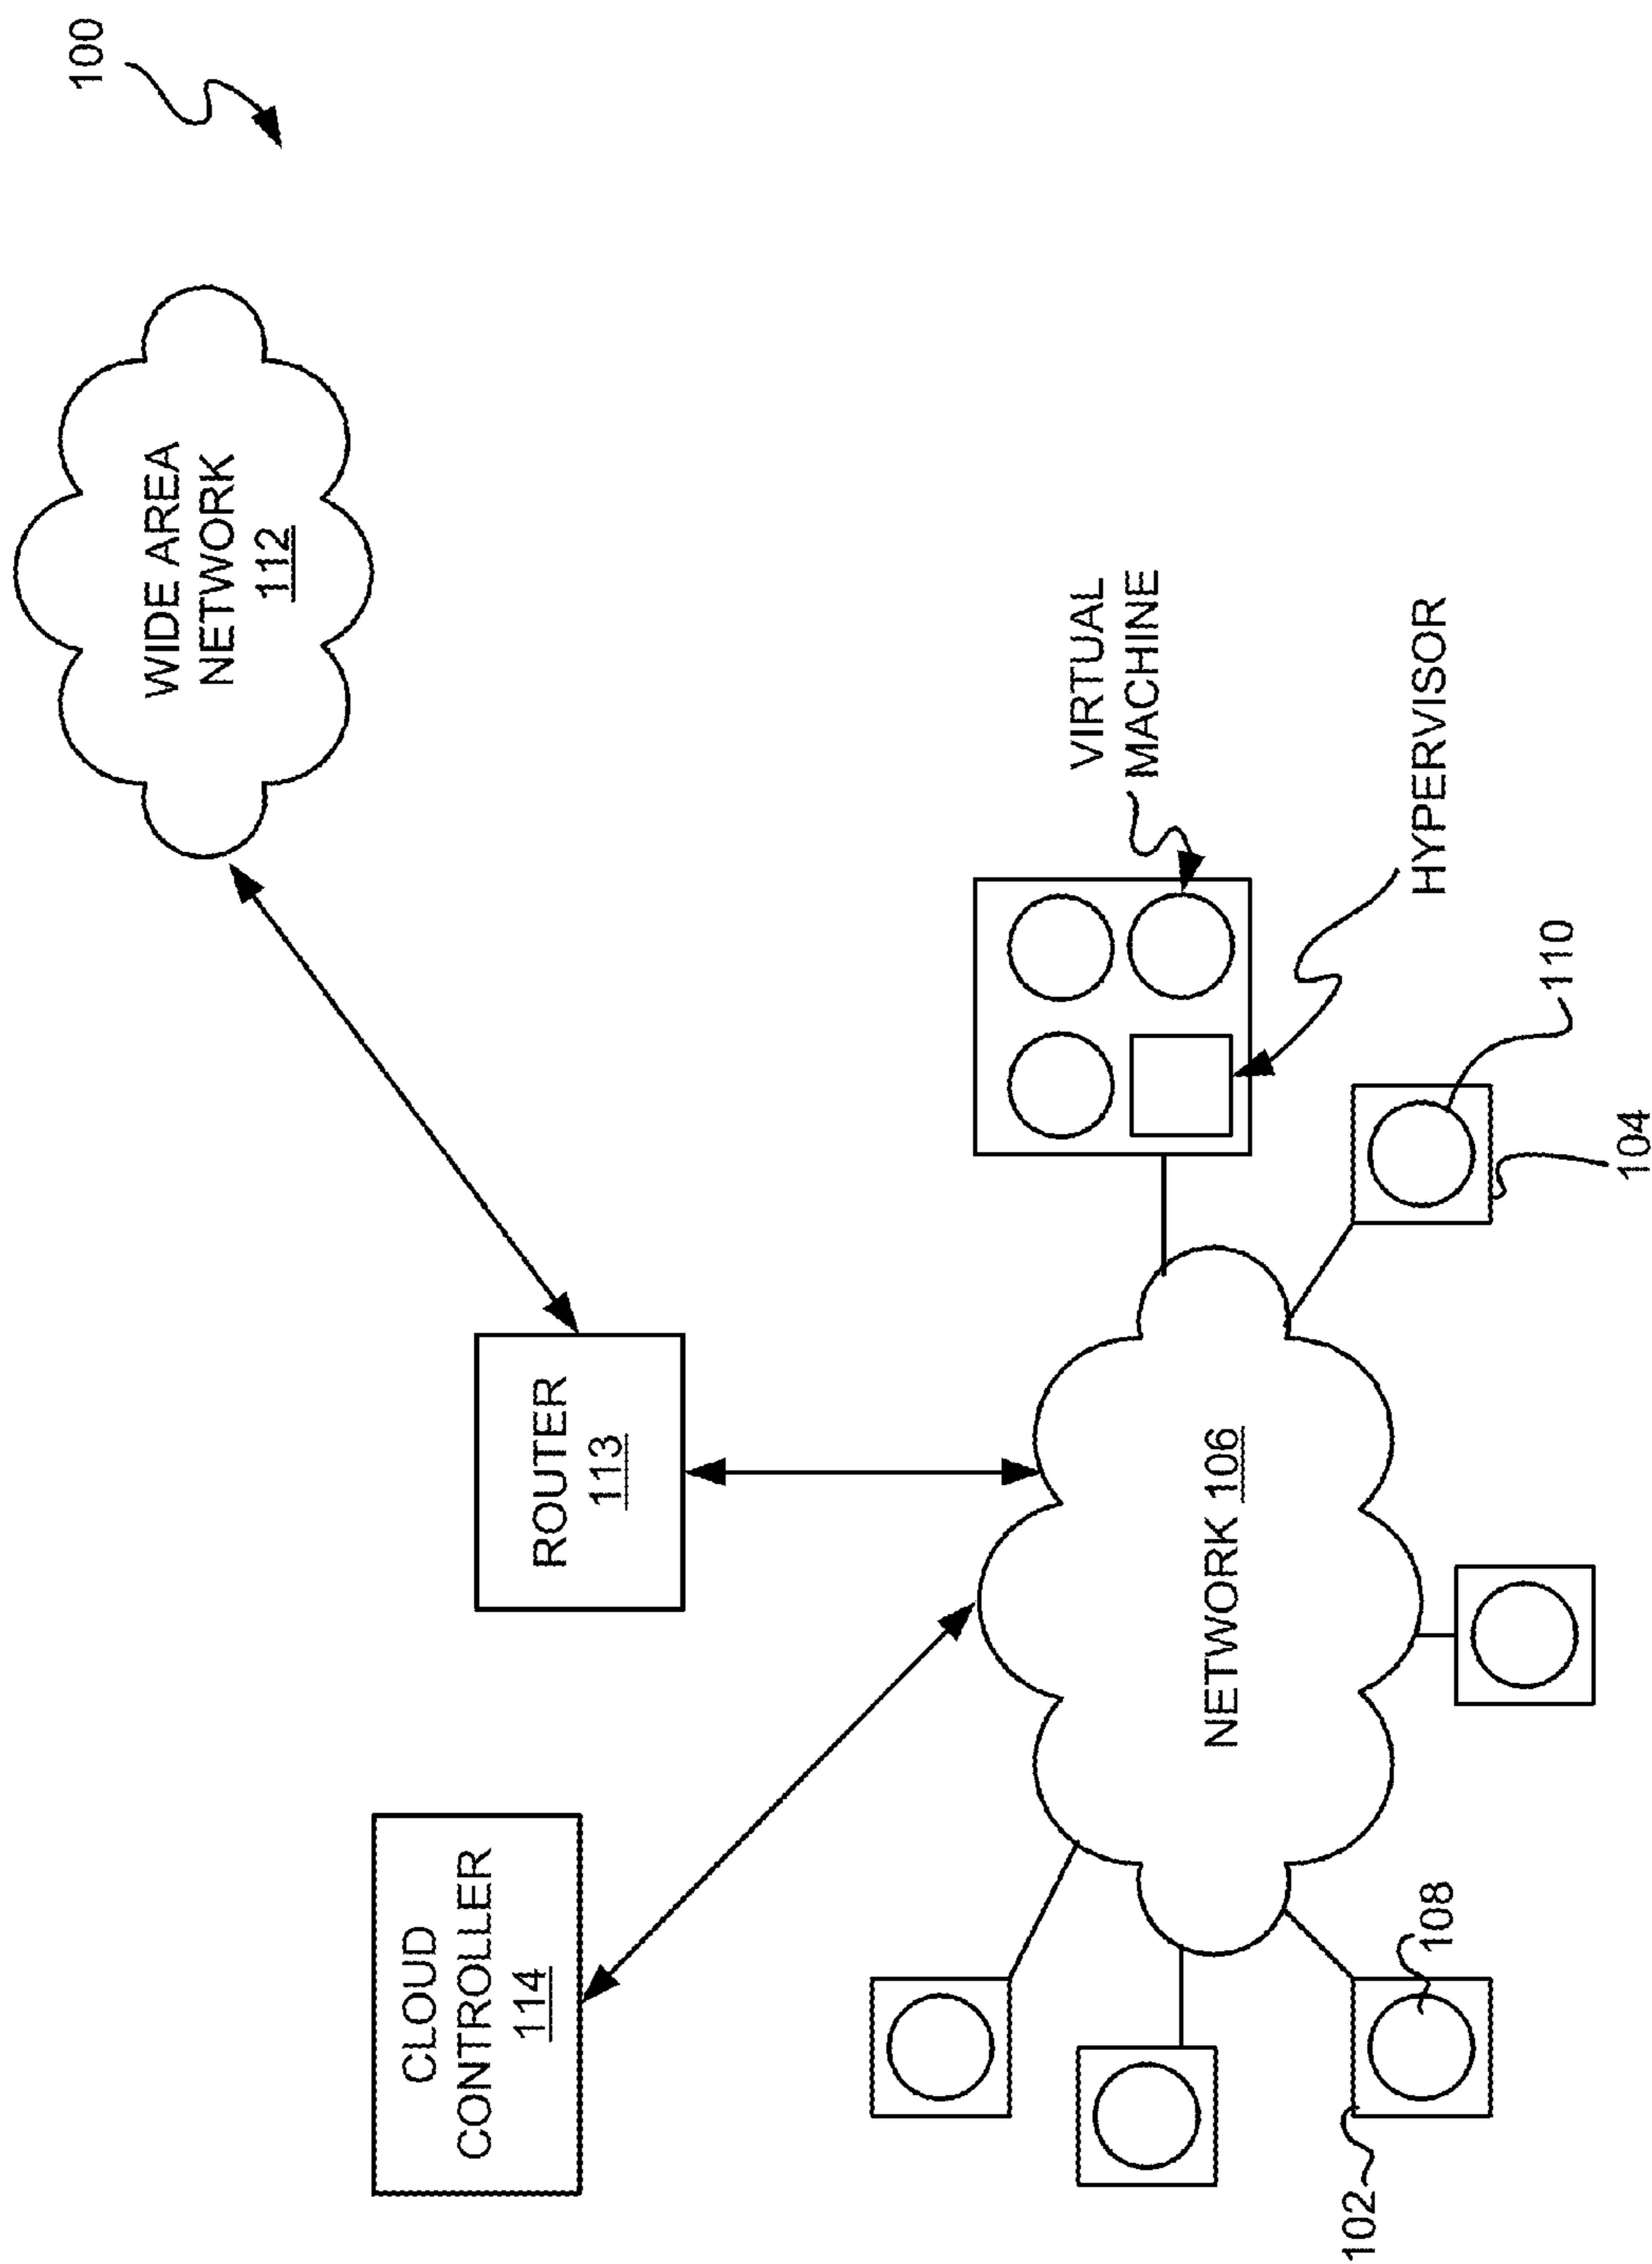 100
WIDE AREA
NETWORK
112
ROUTER
113
CLOUD
CONTROLLER
114
VIRTUAL
MACHINE
HYPERVISOR
NETWORK 106
110
104
108
102